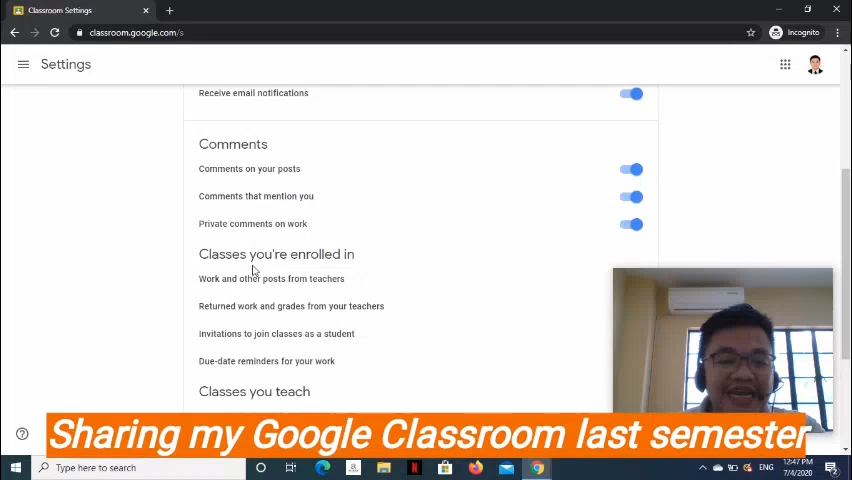 Classroom Settings
classroom.google.com/s
Incognito
Settings
Receive email notifications
Comments
Comments on your posts
Comments that mention you
Private comments on work
Classes you're enrolled in
Work and other posts from teachers
Returned work and grades from your teachers
Invitations to join classes as a student
Due-date reminders for your work
Classes you teach
Sharing my Google Classroom last semester
Type here to search
ENG
12:47 PM
7/4/2020
2